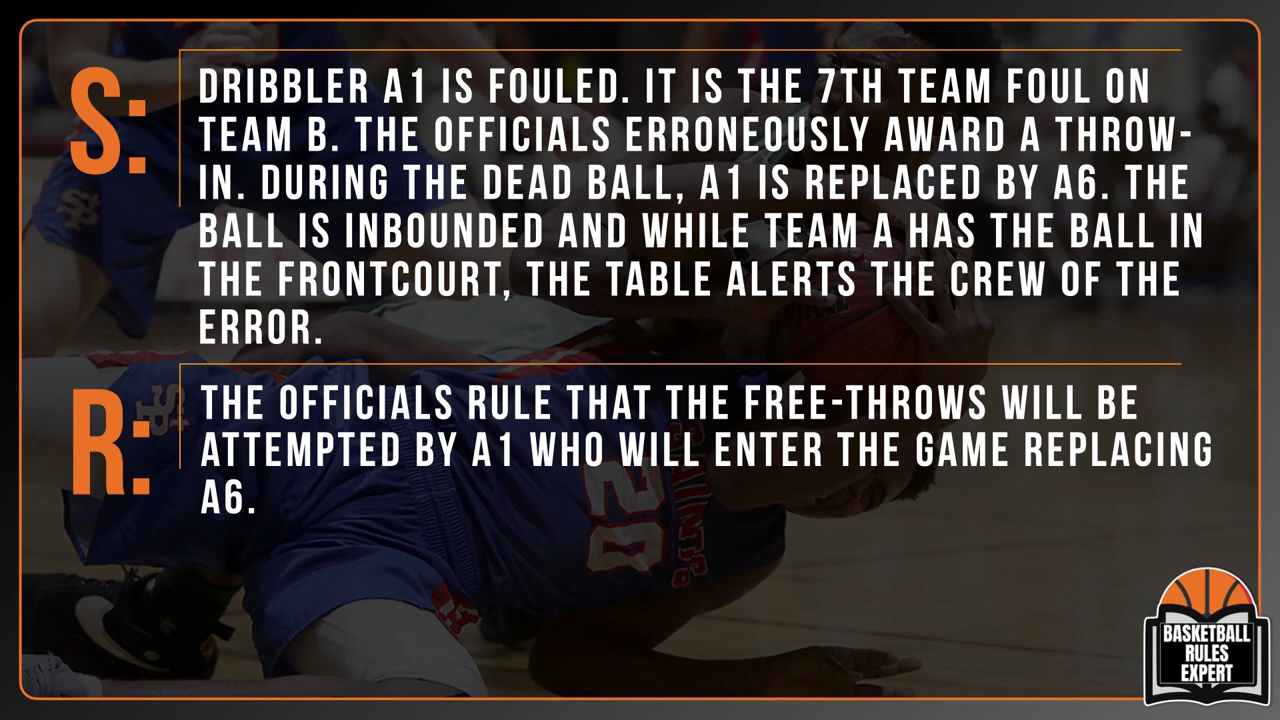 S:
DRIBBLER A1 IS FOULED. IT IS THE 7TH TEAM FOUL ON
TEAM B. THE OFFICIALS ERRONEOUSLY AWARD A THROW-
IN. DURING THE DEAD BALL, A1 IS REPLACED BY A6. THE
BALL IS INBOUNDED AND WHILE TEAM A HAS THE BALL IN
THE FRONTCOURT, THE TABLE ALERTS THE CREW OF THE
ERROR.
R:
THE OFFICIALS RULE THAT THE FREE-THROWS WILL BE
ATTEMPTED BY A1 WHO WILL ENTER THE GAME REPLACING
A6.
20
BASKETBALL
RULES
EXPERT